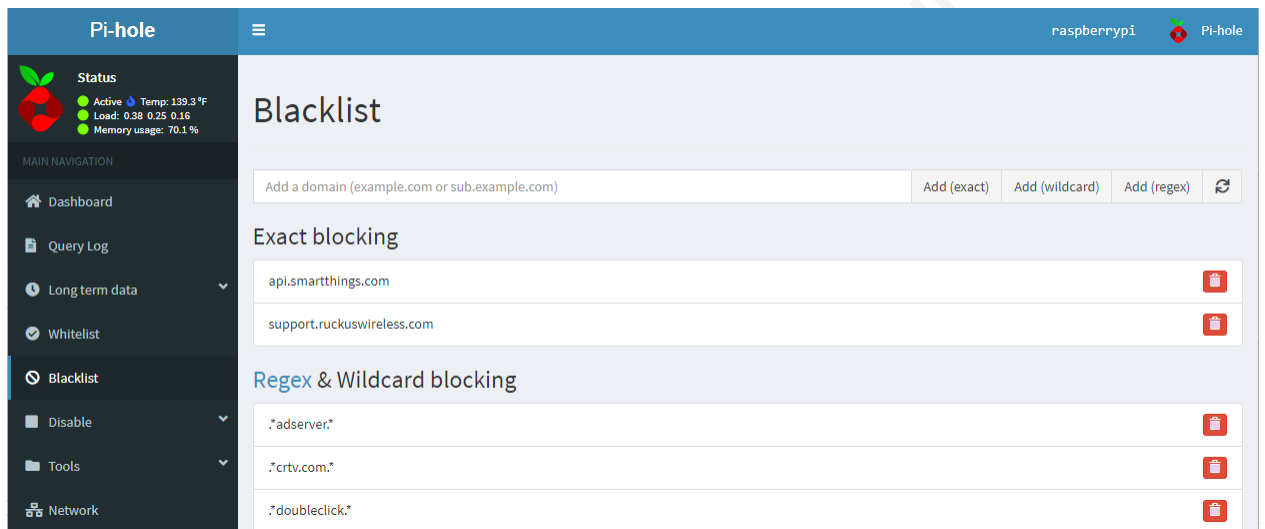 Pi-hole
raspberrypi
Pi-hole
Status
Active Temp: 139.3 °F
Load: 0.38 0.25 0.16
Memory usage: 70.1 %
MAIN NAVIGATION
Dashboard
Query Log
Long term data
Whitelist
Blacklist
Disable
Tools
Network
Blacklist
Add a domain (example.com or sub.example.com)
Add (exact)
Add (wildcard)
Add (regex)
Exact blocking
api.smartthings.com
support.ruckuswireless.com
Regex & Wildcard blocking
.*adserver.*
.*crtv.com.*
.*doubleclick.*